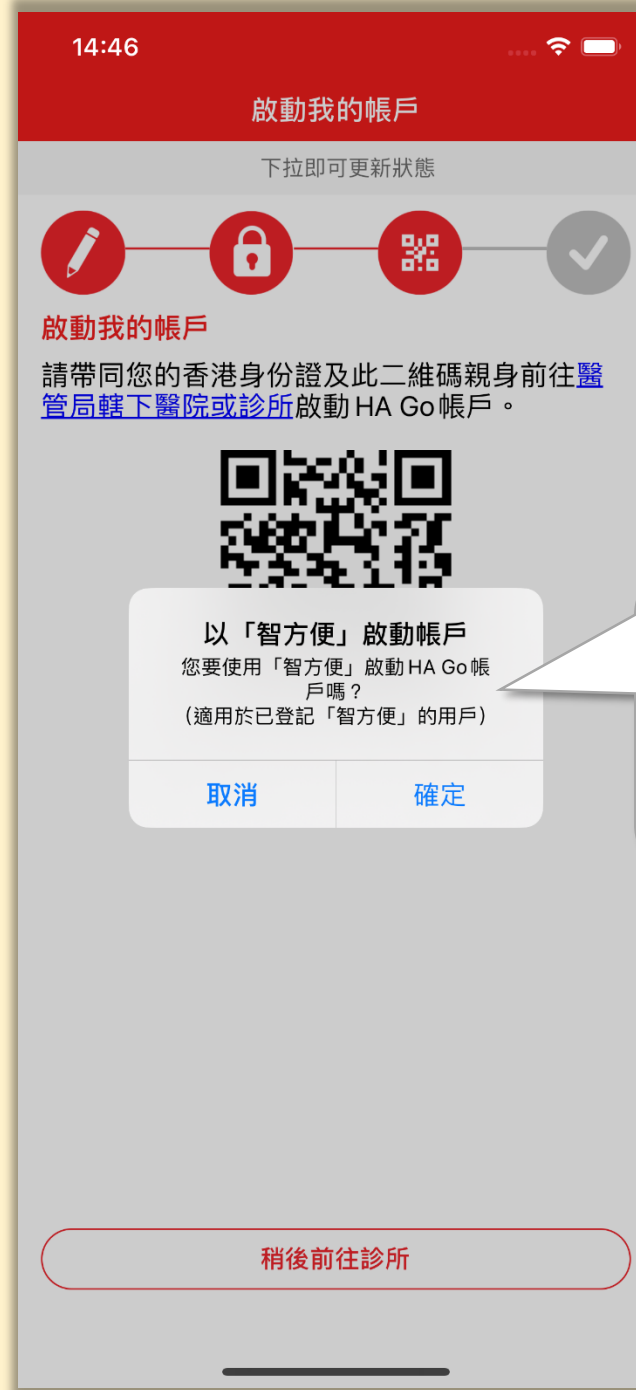 14:46
啟動我的帳戶
下拉即可更新狀態
啟動我的帳戶
請帶同您的香港身份證及此二維碼親身前往醫
管局轄下醫院或診所啟動 HA Go 帳戶。
以「智方便」啟動帳戶
您要使用「智方便」啟動 HA Go 帳
戶嗎？
（適用於已登記「智方便」的用戶）
取消
確定
稍後前往診所